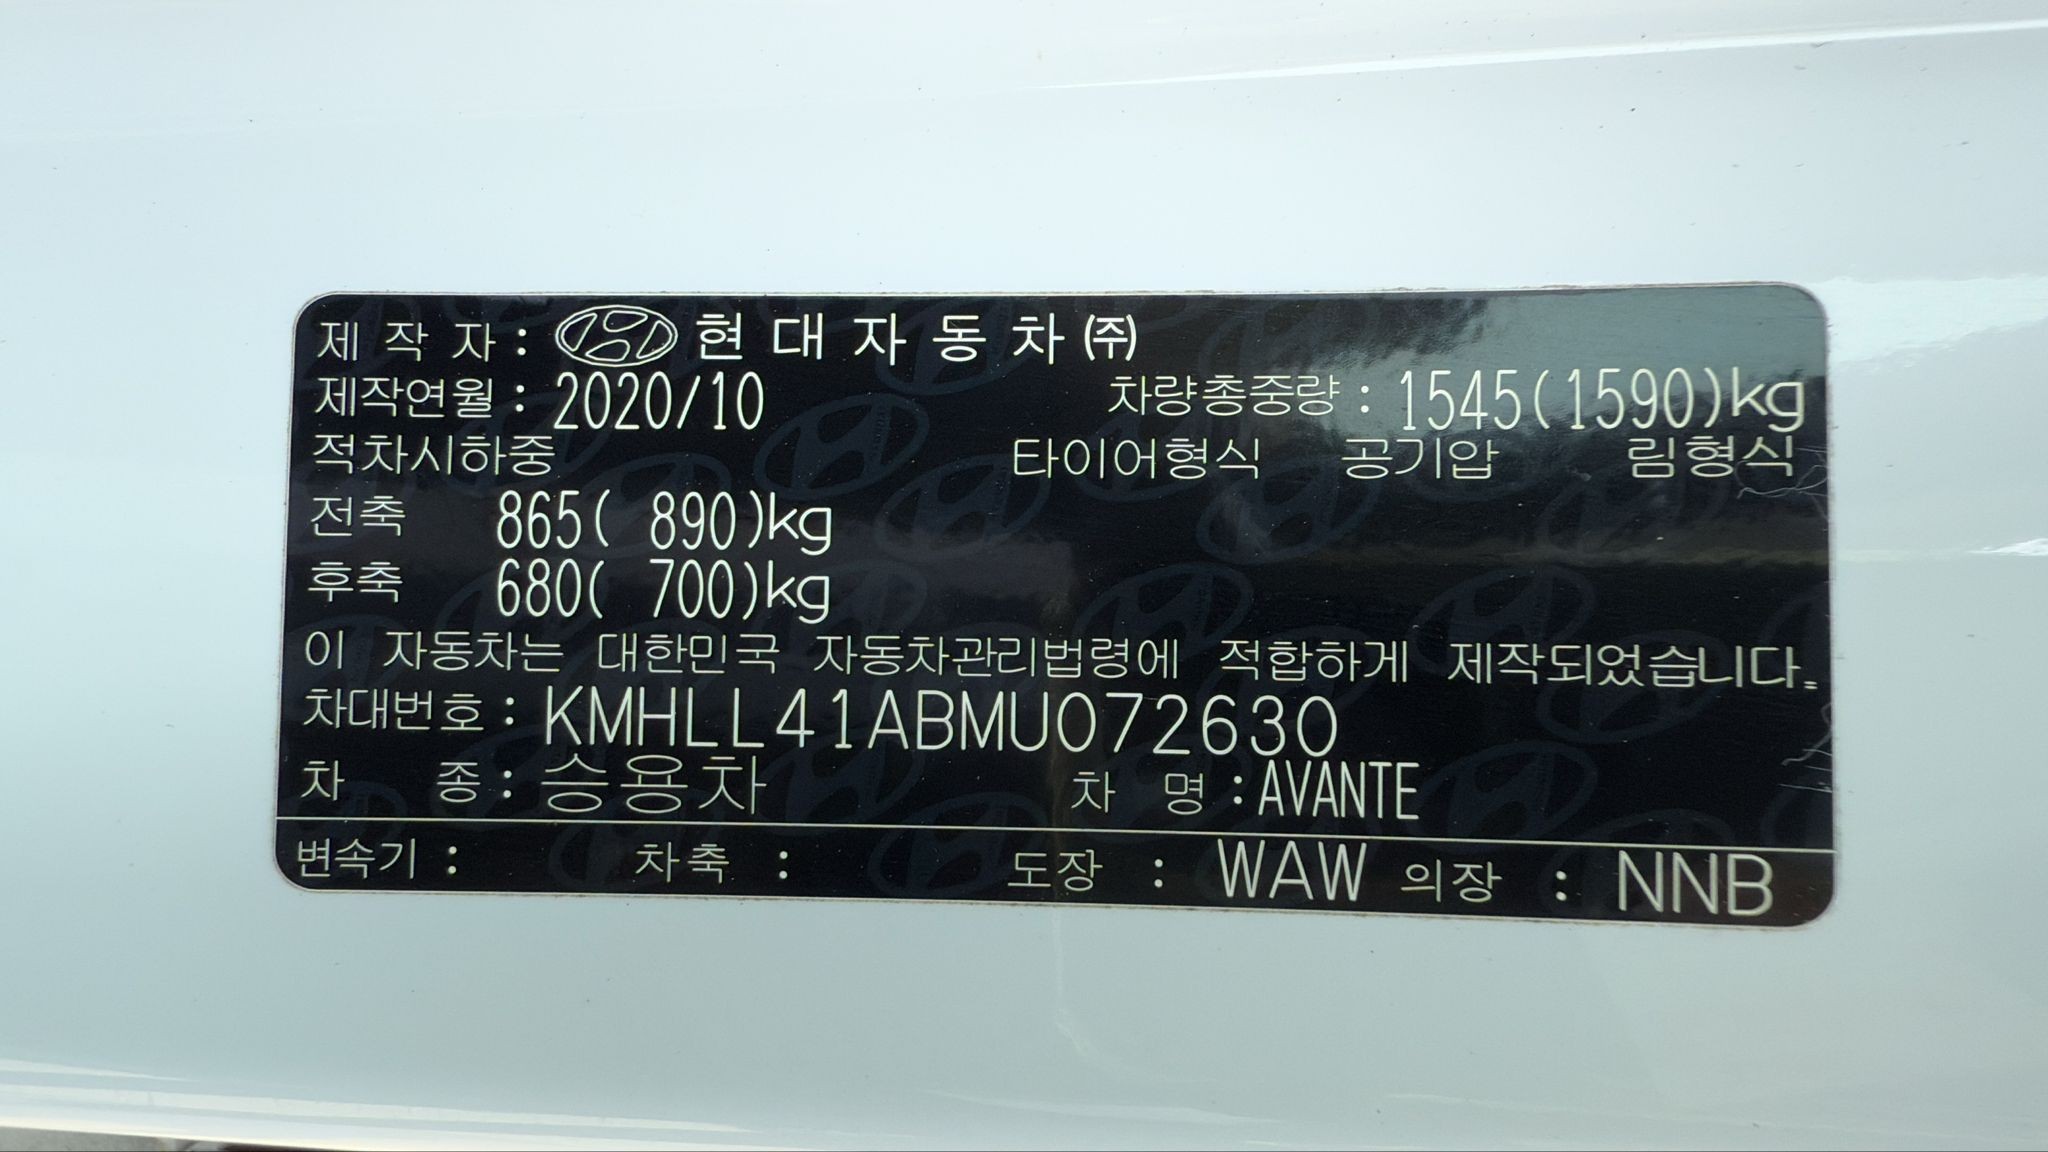 제 작 자 : 현 대 자 동 차 ㈜
제작연월 : 2020/10 차량총중량 : 1545(1590)kg
적차시하중 타이어형식 공기압 림형식
전축 865( 890)kg
후축 680( 700)kg
이 자동차는 대한민국 자동차관리법령에 적합하게 제작되었습니다.
차대번호 : KMHLL41ABMU072630
차 종 : 승용차 차 명 : AVANTE
변속기 : 차축 : 도장 : WAW 의장 : NNB